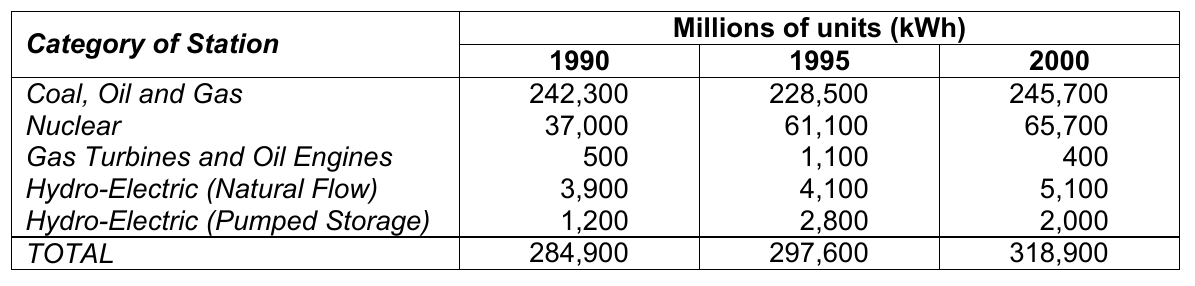 Category of Station Millions of units (kWh)
1990 1995 2000
Coal, Oil and Gas 242,300 228,500 245,700
Nuclear 37,000 61,100 65,700
Gas Turbines and Oil Engines 500 1,100 400
Hydro-Electric (Natural Flow) 3,900 4,100 5,100
Hydro-Electric (Pumped Storage) 1,200 2,800 2,000
TOTAL 284,900 297,600 318,900